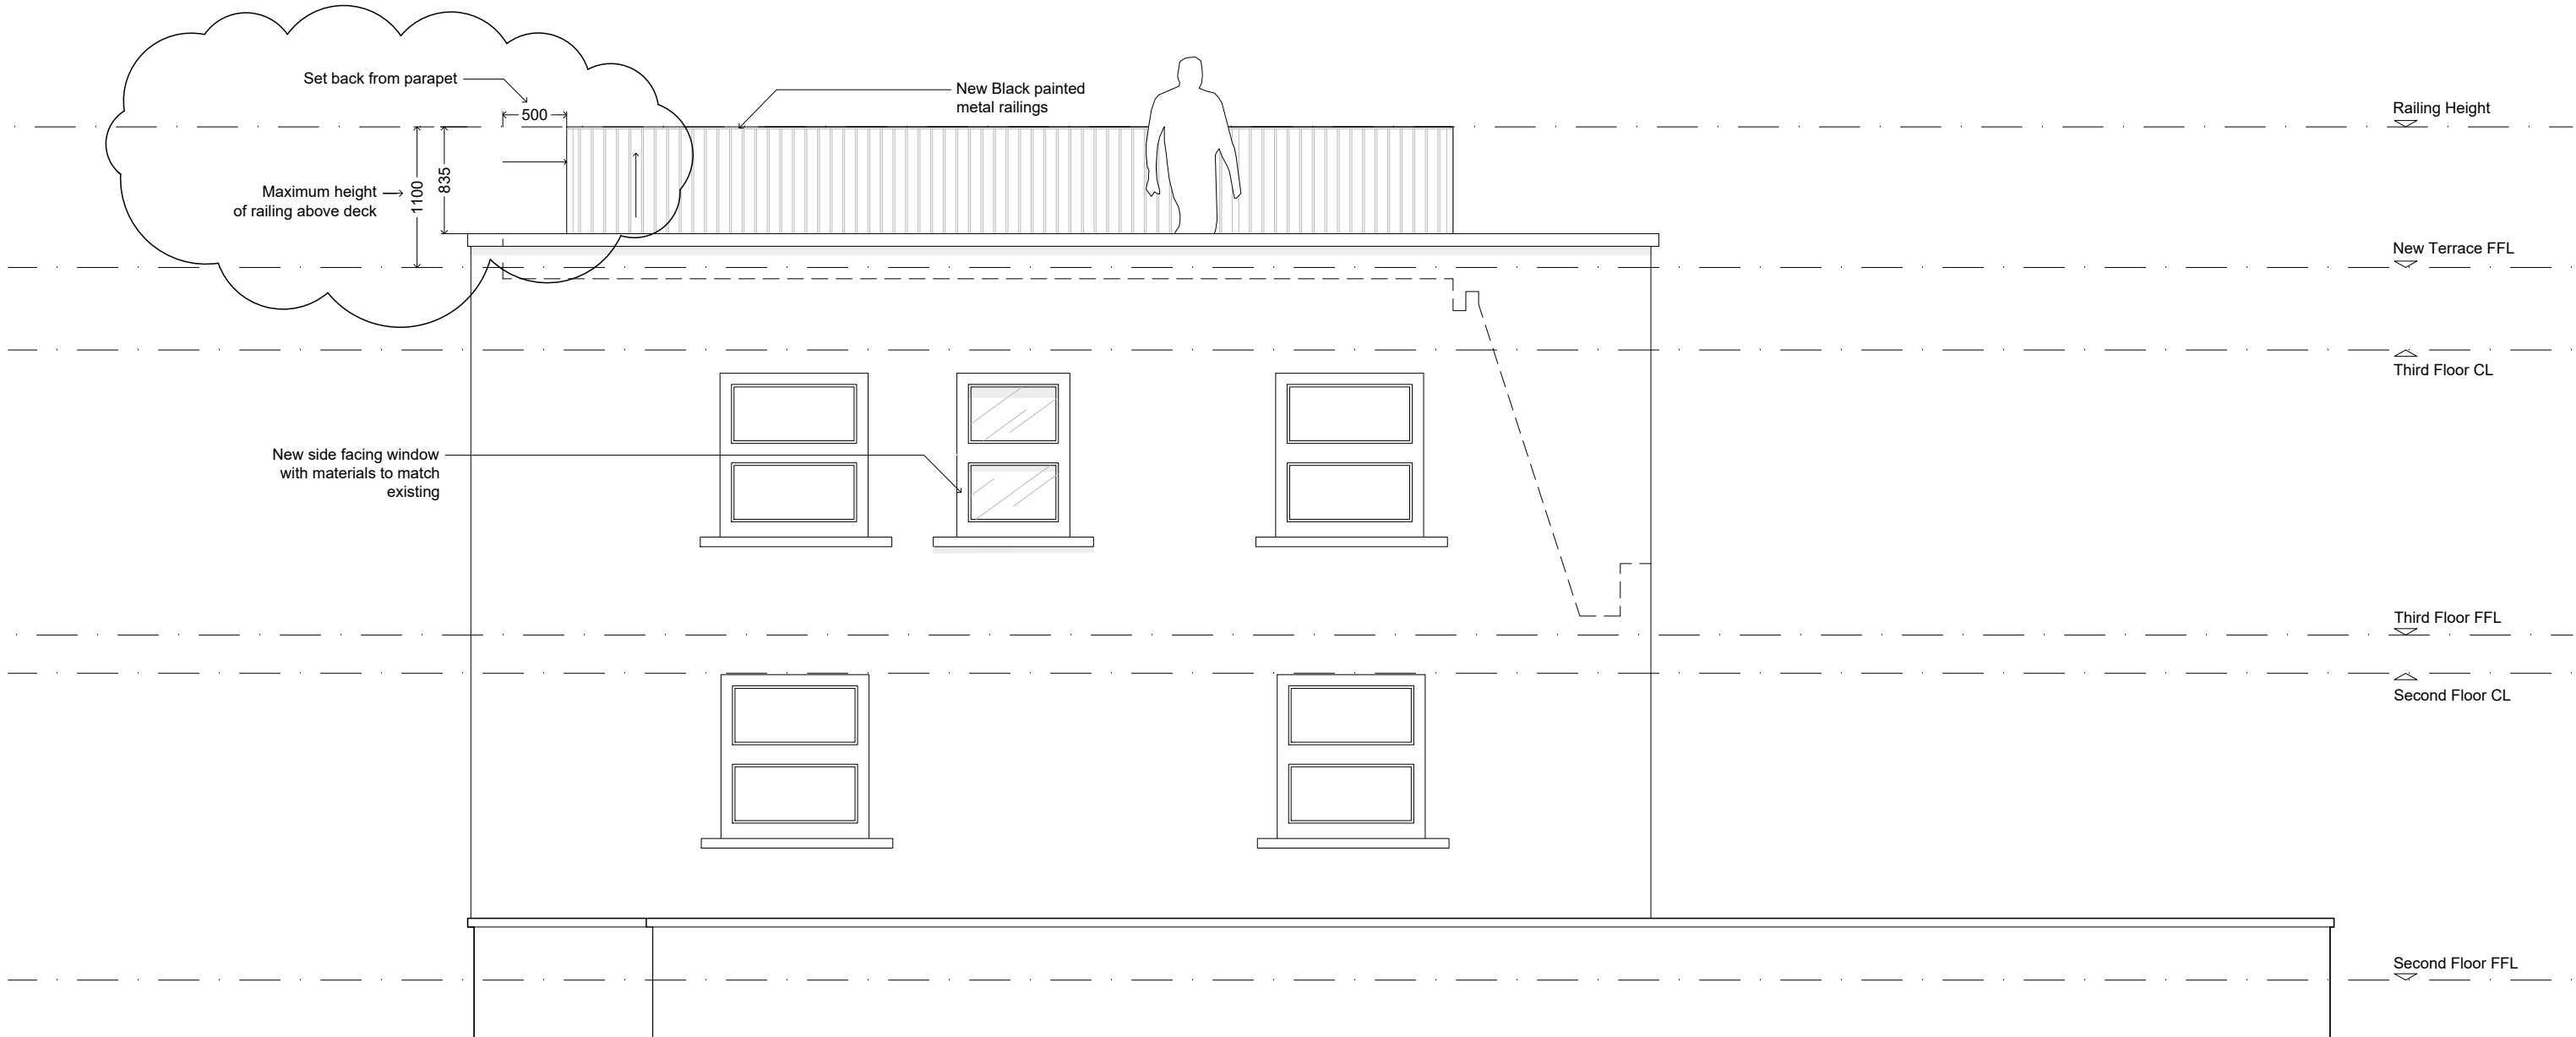 Set back from parapet
500
New Black painted
metal railings
Railing Height
1100
835
Maximum height
of railing above deck
New Terrace FFL
Third Floor CL
New side facing window
with materials to match
existing
Third Floor FFL
Second Floor CL
Second Floor FFL